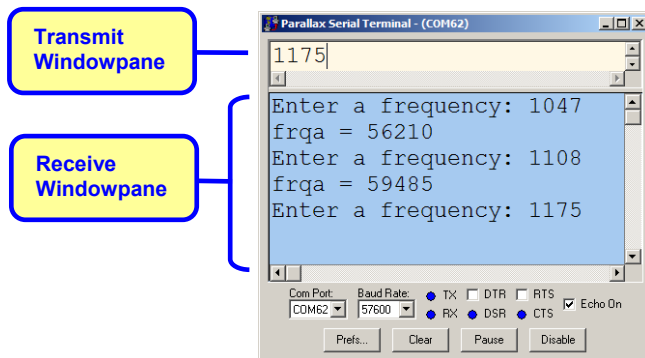 Transmit
Windowpane
Receive
Windowpane
Parallax Serial Terminal - (COM62)
1175
Enter a frequency: 1047
frqa = 56210
Enter a frequency: 1108
frqa = 59485
Enter a frequency: 1175
Com Port: Baud Rate: TX DTR RTS
COM62 57600 RX DSR CTS Echo On
Prefs... Clear Pause Disable